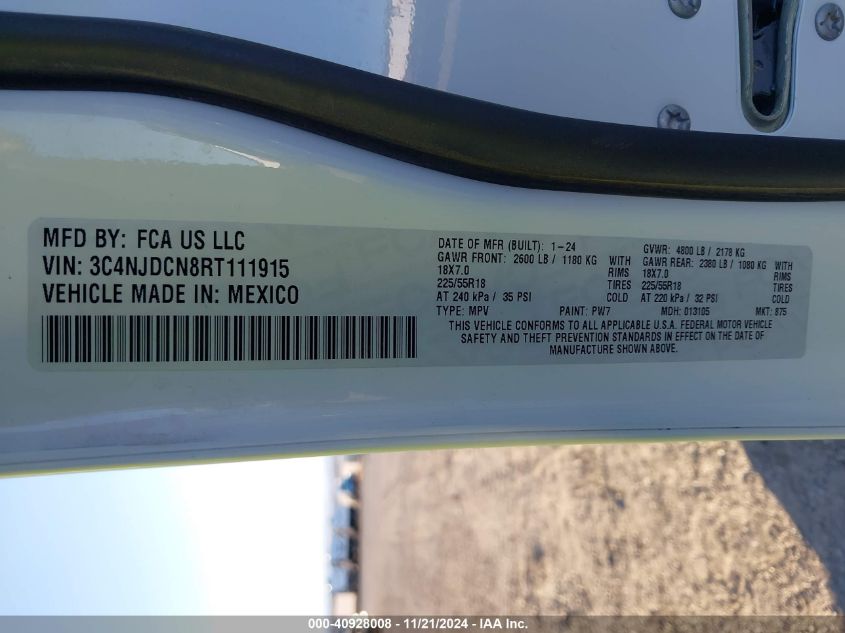 MFD BY: FCA US LLC
VIN: 3C4NJDCN8RT111915
VEHICLE MADE IN: MEXICO
DATE OF MFR (BUILT): 1-24 GVWR: 4800 LB / 2178 KG
GAWR FRONT: 2600 LB / 1180 KG WITH GAWR REAR: 2380 LB / 1080 KG WITH
18X7.0 RIMS 18X7.0 RIMS
225/55R18 TIRES 225/55R18 TIRES
AT 240 kPa / 35 PSI COLD AT 220 kPa / 32 PSI COLD
TYPE: MPV PAINT: PW7 MDH: 013105 MKT: 875
THIS VEHICLE CONFORMS TO ALL APPLICABLE U.S.A. FEDERAL MOTOR VEHICLE
SAFETY AND THEFT PREVENTION STANDARDS IN EFFECT ON THE DATE OF
MANUFACTURE SHOWN ABOVE.
000-40928008 - 11/21/2024 - IAA Inc.